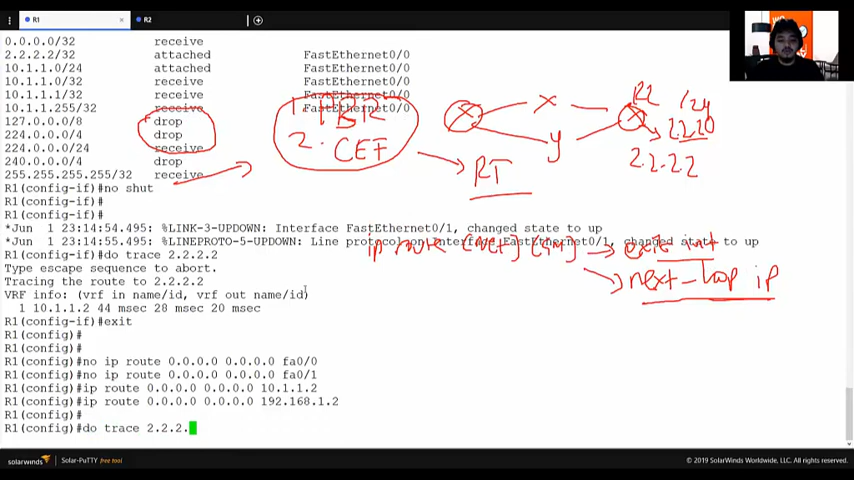 R1
R2
0.0.0.0/32 receive
2.2.2.2/32 attached FastEthernet0/0
10.1.1.0/24 attached FastEthernet0/0
10.1.1.0/32 receive FastEthernet0/0
10.1.1.1/32 receive FastEthernet0/0
10.1.1.255/32 receive FastEthernet0/0
127.0.0.0/8 drop
224.0.0.0/4 drop
224.0.0.0/24 receive
240.0.0.0/4 drop
255.255.255.255/32 receive
R1(config-if)#no shut
R1(config-if)#
R1(config-if)#
*Jun 1 23:14:54.495: %LINK-3-UPDOWN: Interface FastEthernet0/1, changed state to up
*Jun 1 23:14:55.495: %LINEPROTO-5-UPDOWN: Line protocol on Interface FastEthernet0/1, changed state to up
R1(config-if)#do trace 2.2.2.2
Type escape sequence to abort.
Tracing the route to 2.2.2.2
VRF info: (vrf in name/id, vrf out name/id)
1 10.1.1.2 44 msec 28 msec 20 msec
R1(config-if)#exit
R1(config)#
R1(config)#
R1(config)#no ip route 0.0.0.0 0.0.0.0 fa0/0
R1(config)#no ip route 0.0.0.0 0.0.0.0 fa0/1
R1(config)#ip route 0.0.0.0 0.0.0.0 10.1.1.2
R1(config)#ip route 0.0.0.0 0.0.0.0 192.168.1.2
R1(config)#
R1(config)#do trace 2.2.2.
2. CEF
RT
x
y
R2
/24
2.2.2.0
2.2.2.2
ip route
exit int
next-hop ip
solarwinds
Solar-PuTTY free tool
© 2019 SolarWinds Worldwide, LLC. All rights reserved.